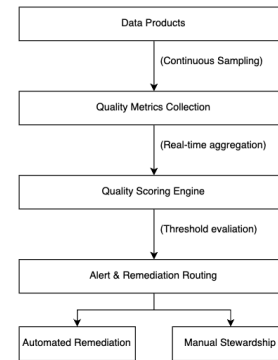 Data Products
(Continuous Sampling)
Quality Metrics Collection
(Real-time aggregation)
Quality Scoring Engine
(Threshold evaluation)
Alert & Remediation Routing
Automated Remediation
Manual Stewardship